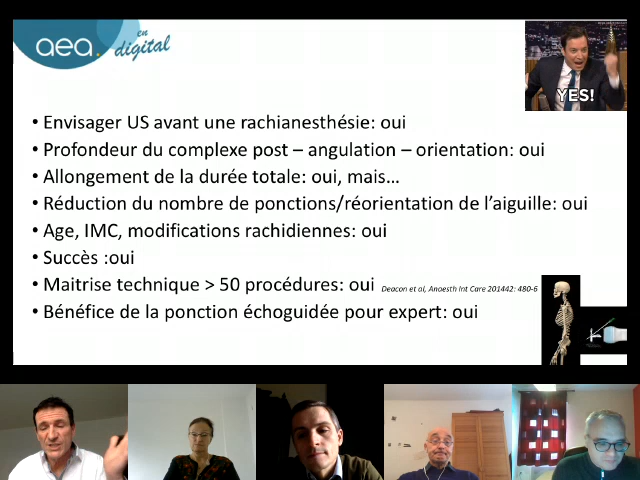 aea.
en
digital
YES!
• Envisager US avant une rachianesthésie: oui
• Profondeur du complexe post – angulation – orientation: oui
• Allongement de la durée totale: oui, mais...
• Réduction du nombre de ponctions/réorientation de l'aiguille: oui
• Age, IMC, modifications rachidiennes: oui
• Succès :oui
• Maitrise technique > 50 procédures: oui Deacon et al, Anaesth Int Care 201442: 480-6
• Bénéfice de la ponction échoguidée pour expert: oui